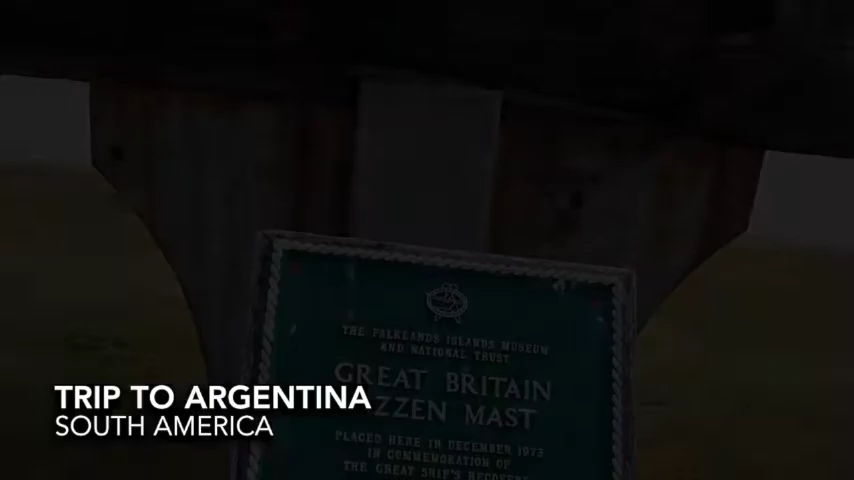 THE FALKLANDS ISLANDS MUSEUM
AND NATIONAL TRUST
GREAT BRITAIN
ZZEN MAST
TRIP TO ARGENTINA
SOUTH AMERICA
PLACED HERE IN DECEMBER 1973
IN COMMEMORATION OF
THE GREAT SHIP'S RECOVERY